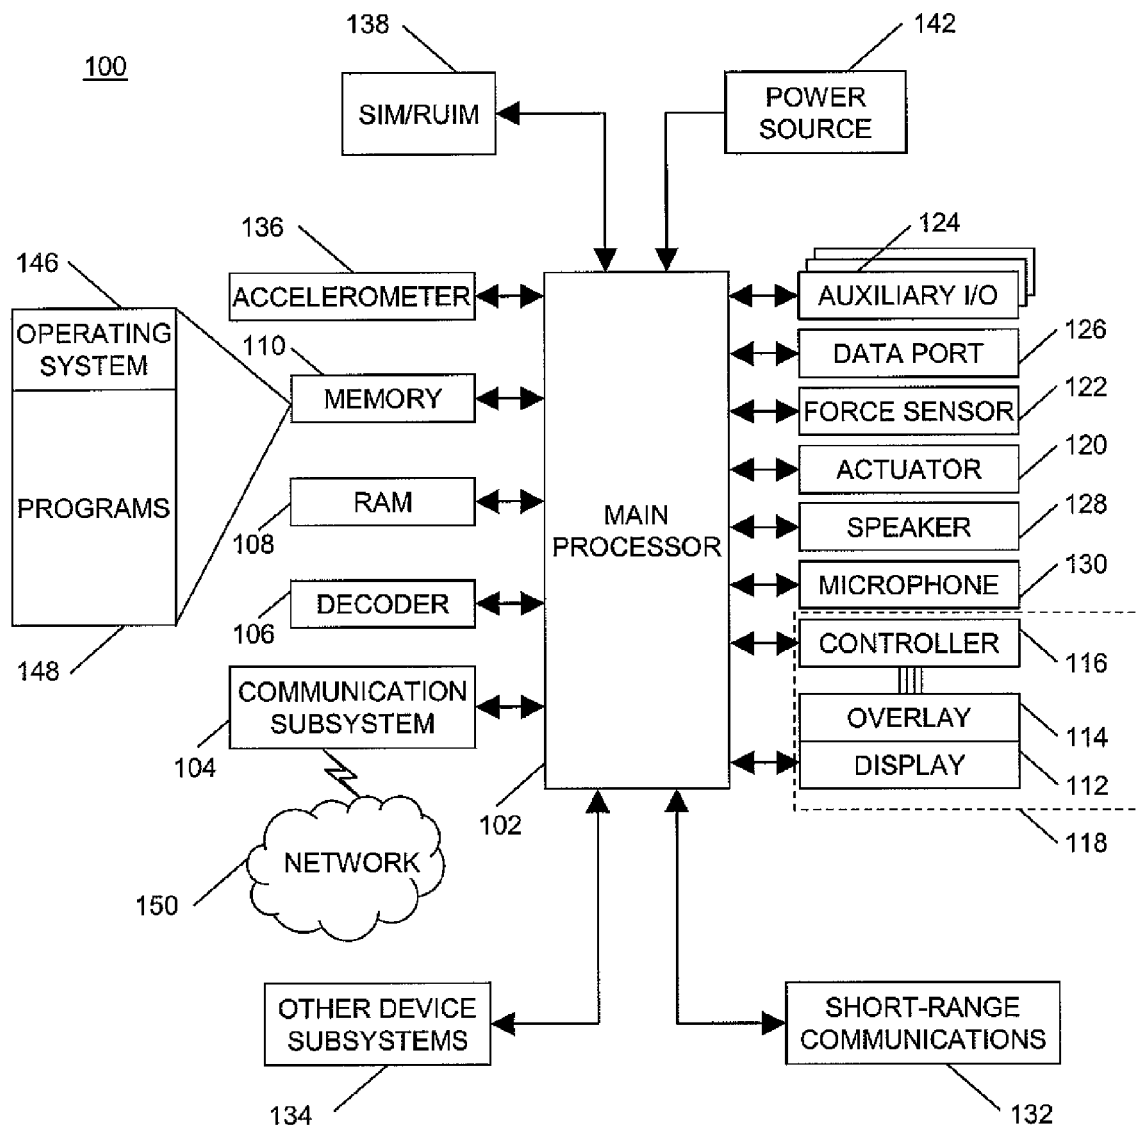 138
142
100
SIM/RUIM
POWER
SOURCE
136
124
146
ACCELEROMETER
AUXILIARY I/O
OPERATING
SYSTEM
110
DATA PORT
126
MEMORY
FORCE SENSOR
122
ACTUATOR
120
PROGRAMS
RAM
108
MAIN
PROCESSOR
SPEAKER
128
MICROPHONE
130
DECODER
106
CONTROLLER
116
148
COMMUNICATION
SUBSYSTEM
104
OVERLAY
114
DISPLAY
112
102
118
NETWORK
150
OTHER DEVICE
SUBSYSTEMS
SHORT-RANGE
COMMUNICATIONS
134
132